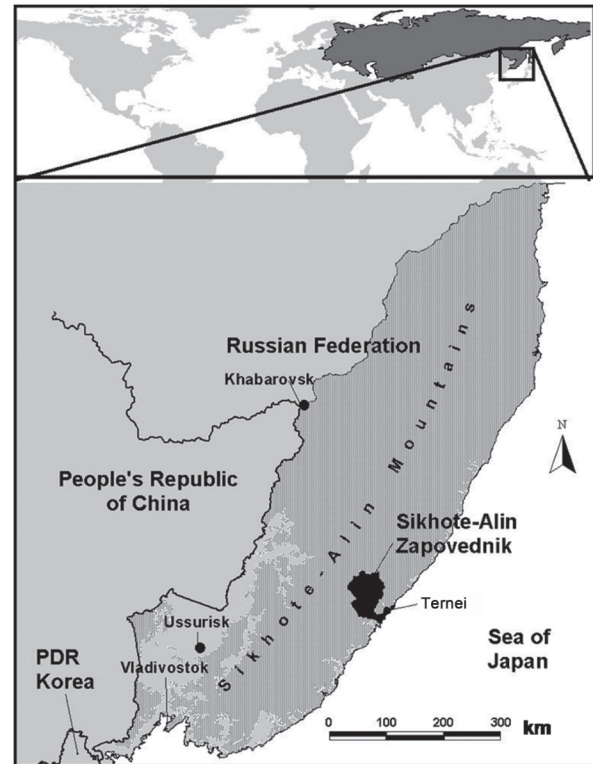 Russian Federation
Khabarovsk
Sikhote-Alin Mountains
N
People's Republic
of China
Sikhote-Alin
Zapovednik
Ternei
Ussurisk
Vladivostok
PDR
Korea
Sea of
Japan
0 100 200 300 km